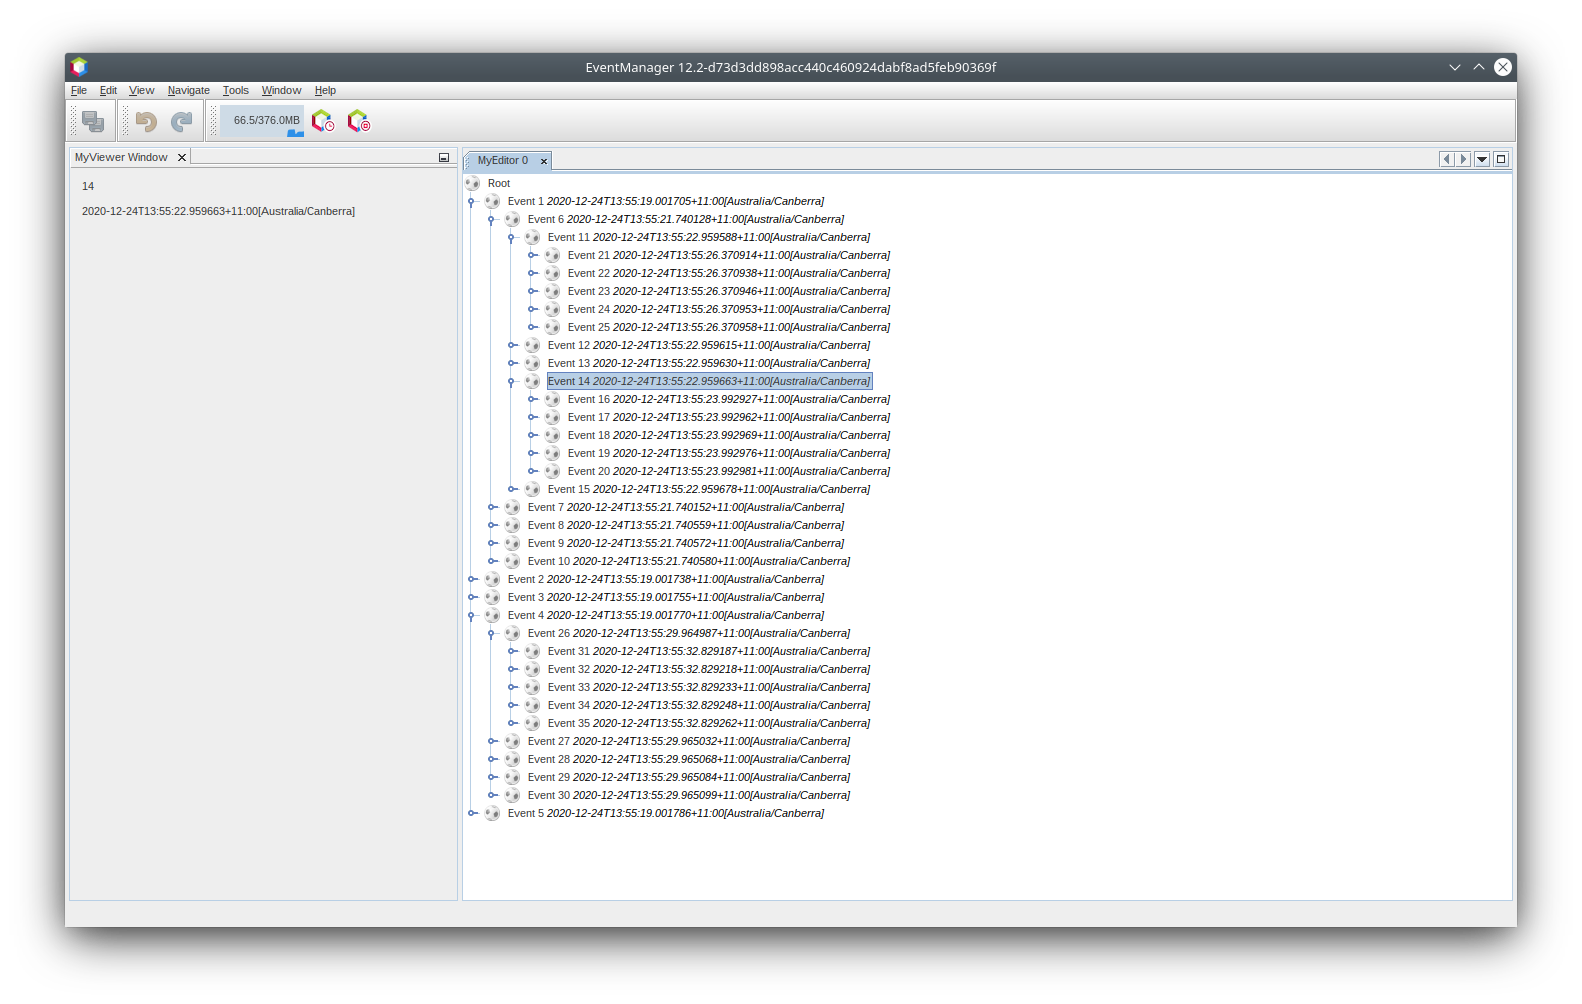 EventManager 12.2-d73d3dd898acc440c460924dabf8ad5feb90369f
File Edit View Navigate Tools Window Help
66.5/376.0MB
MyViewer Window
14
2020-12-24T13:55:22.959663+11:00[Australia/Canberra]
MyEditor 0
Root
Event 1 2020-12-24T13:55:19.001705+11:00[Australia/Canberra]
Event 6 2020-12-24T13:55:21.740128+11:00[Australia/Canberra]
Event 11 2020-12-24T13:55:22.959588+11:00[Australia/Canberra]
Event 21 2020-12-24T13:55:26.370914+11:00[Australia/Canberra]
Event 22 2020-12-24T13:55:26.370938+11:00[Australia/Canberra]
Event 23 2020-12-24T13:55:26.370946+11:00[Australia/Canberra]
Event 24 2020-12-24T13:55:26.370953+11:00[Australia/Canberra]
Event 25 2020-12-24T13:55:26.370958+11:00[Australia/Canberra]
Event 12 2020-12-24T13:55:22.959615+11:00[Australia/Canberra]
Event 13 2020-12-24T13:55:22.959630+11:00[Australia/Canberra]
Event 14 2020-12-24T13:55:22.959663+11:00[Australia/Canberra]
Event 16 2020-12-24T13:55:23.992927+11:00[Australia/Canberra]
Event 17 2020-12-24T13:55:23.992962+11:00[Australia/Canberra]
Event 18 2020-12-24T13:55:23.992969+11:00[Australia/Canberra]
Event 19 2020-12-24T13:55:23.992976+11:00[Australia/Canberra]
Event 20 2020-12-24T13:55:23.992981+11:00[Australia/Canberra]
Event 15 2020-12-24T13:55:22.959678+11:00[Australia/Canberra]
Event 7 2020-12-24T13:55:21.740152+11:00[Australia/Canberra]
Event 8 2020-12-24T13:55:21.740559+11:00[Australia/Canberra]
Event 9 2020-12-24T13:55:21.740572+11:00[Australia/Canberra]
Event 10 2020-12-24T13:55:21.740580+11:00[Australia/Canberra]
Event 2 2020-12-24T13:55:19.001738+11:00[Australia/Canberra]
Event 3 2020-12-24T13:55:19.001755+11:00[Australia/Canberra]
Event 4 2020-12-24T13:55:19.001770+11:00[Australia/Canberra]
Event 26 2020-12-24T13:55:29.964987+11:00[Australia/Canberra]
Event 31 2020-12-24T13:55:32.829187+11:00[Australia/Canberra]
Event 32 2020-12-24T13:55:32.829218+11:00[Australia/Canberra]
Event 33 2020-12-24T13:55:32.829233+11:00[Australia/Canberra]
Event 34 2020-12-24T13:55:32.829248+11:00[Australia/Canberra]
Event 35 2020-12-24T13:55:32.829262+11:00[Australia/Canberra]
Event 27 2020-12-24T13:55:29.965032+11:00[Australia/Canberra]
Event 28 2020-12-24T13:55:29.965068+11:00[Australia/Canberra]
Event 29 2020-12-24T13:55:29.965084+11:00[Australia/Canberra]
Event 30 2020-12-24T13:55:29.965099+11:00[Australia/Canberra]
Event 5 2020-12-24T13:55:19.001786+11:00[Australia/Canberra]